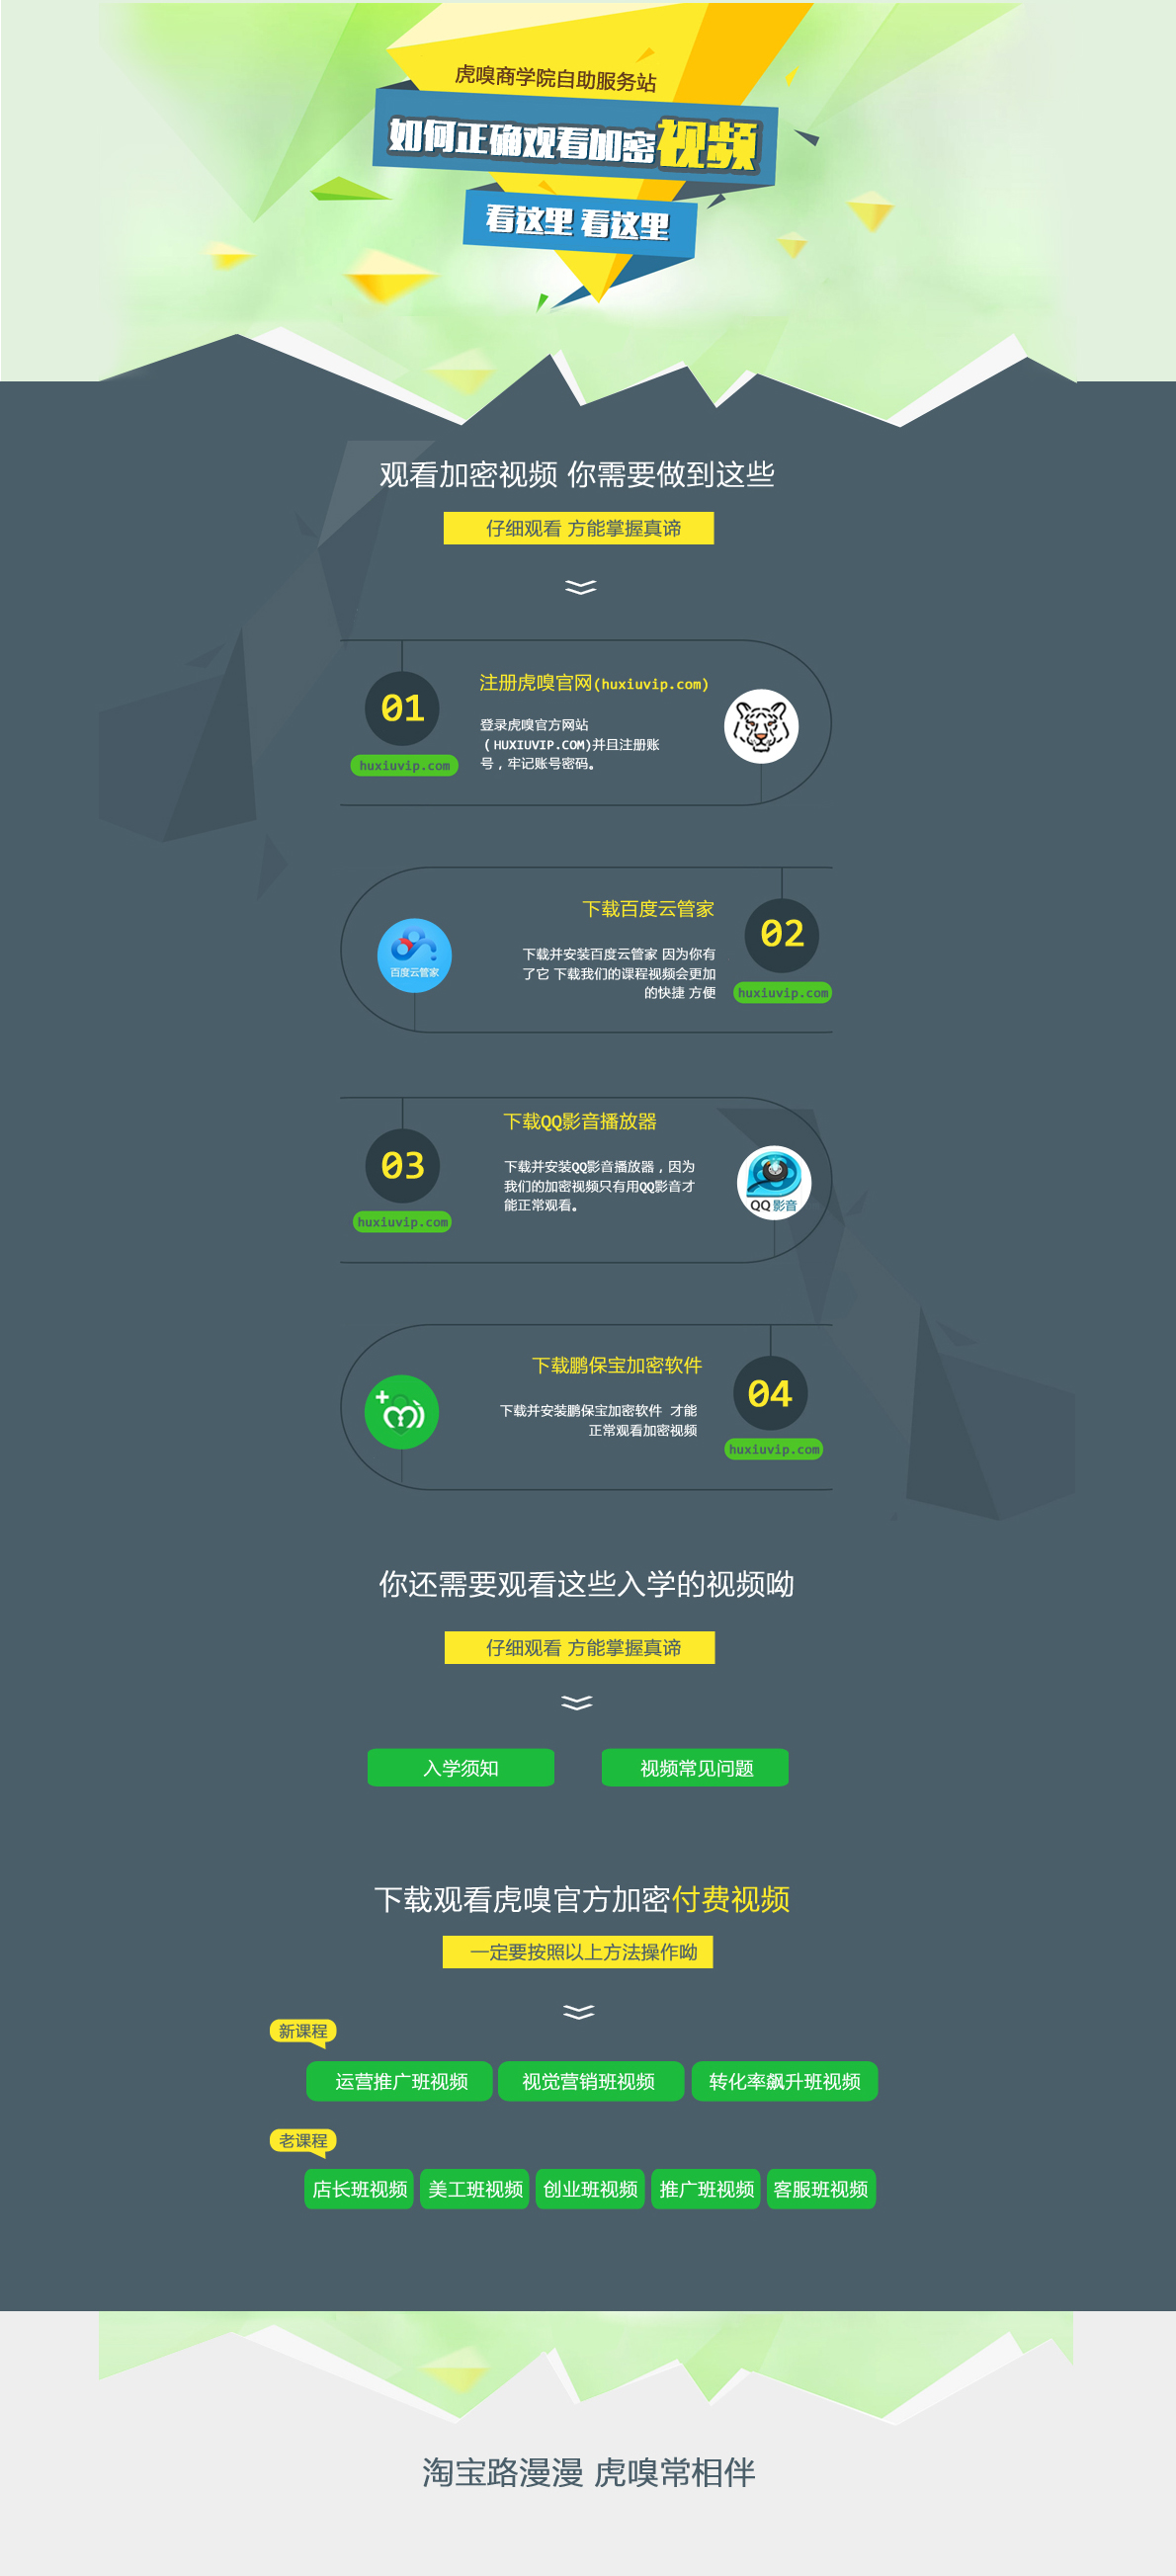 虎嗅商学院自助服务站
如何正确观看加密视频
看这里 看这里
观看加密视频 你需要做到这些
仔细观看 方能掌握真谛
01
huxiuvip.com
注册虎嗅官网(huxiuvip.com)
登录虎嗅官方网站
（HUXIUVIP.COM)并且注册账
号，牢记账号密码。
下载百度云管家
下载并安装百度云管家 因为你有
了它 下载我们的课程视频会更加
的快捷 方便
百度云管家
02
huxiuvip.com
03
huxiuvip.com
下载QQ影音播放器
下载并安装QQ影音播放器，因为
我们的加密视频只有用QQ影音才
能正常观看。
QQ 影音
下载鹏保宝加密软件
下载并安装鹏保宝加密软件 才能
正常观看加密视频
04
huxiuvip.com
你还需要观看这些入学的视频呦
仔细观看 方能掌握真谛
入学须知
视频常见问题
下载观看虎嗅官方加密付费视频
一定要按照以上方法操作呦
新课程
运营推广班视频
视觉营销班视频
转化率飙升班视频
老课程
店长班视频
美工班视频
创业班视频
推广班视频
客服班视频
淘宝路漫漫 虎嗅常相伴